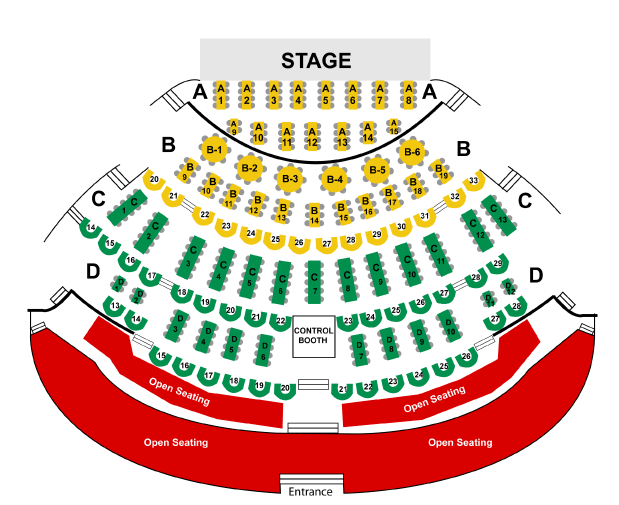 STAGE
A A
A 1
A 2
A 3
A 4
A 5
A 6
A 7
A 8
A 9
A 10
A 11
A 12
A 13
A 14
A 15
B B
B-1
B-2
B-3
B-4
B-5
B-6
B 9
B 10
B 11
B 12
B 13
B 14
B 15
B 16
B 17
B 18
B 19
20
21
22
23
24
25
26
27
28
29
30
31
32
33
C C
C 1
C 2
C 3
C 4
C 5
C 6
C 7
C 8
C 9
C 10
C 11
C 12
C 13
14
15
16
17
18
19
20
21
22
23
24
25
26
27
28
29
D D
D 1
D 2
D 3
D 4
D 5
D 6
CONTROL
BOOTH
D 7
D 8
D 9
D 10
D 11
D 12
13
14
15
16
17
18
19
20
21
22
23
24
25
26
27
28
Open Seating
Open Seating
Open Seating
Open Seating
Entrance